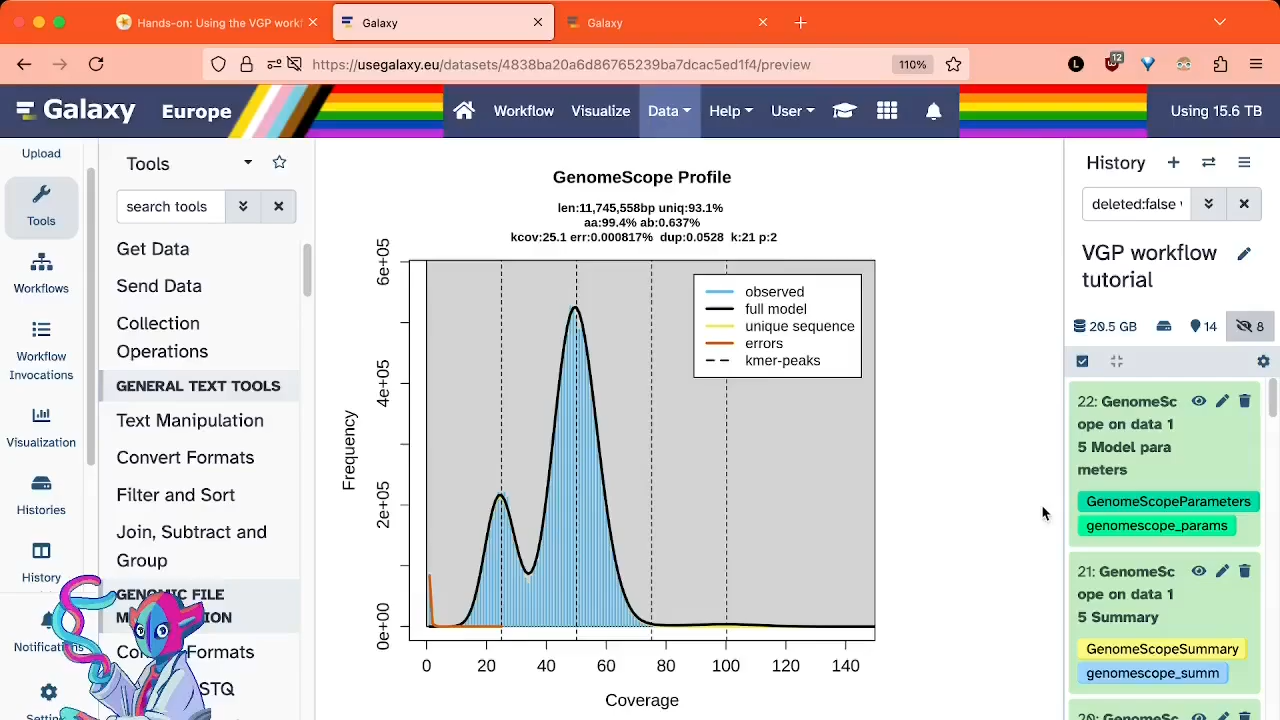 Hands-on: Using the VGP workf
Galaxy
Galaxy
https://usegalaxy.eu/datasets/4838ba20a6d86765239ba7dcac5ed1f4/preview
110%
L
12
Galaxy
Europe
Workflow
Visualize
Data
Help
User
Using 15.6 TB
Upload
Tools
Workflows
Workflow
Invocations
Visualization
Histories
History
Tools
search tools
Get Data
Send Data
Collection
Operations
GENERAL TEXT TOOLS
Text Manipulation
Convert Formats
Filter and Sort
Join, Subtract and
Group
GENOMIC FILE
Formats
GenomeScope Profile
len:11,745,558bp uniq:93.1%
aa:99.4% ab:0.637%
kcov:25.1 err:0.000817% dup:0.0528 k:21 p:2
observed
full model
unique sequence
errors
kmer-peaks
Frequency
6e+05
4e+05
2e+05
0e+00
0 20 40 60 80 100 120 140
Coverage
History
deleted:false
VGP workflow
tutorial
20.5 GB
14
8
22: GenomeSc
ope on data 1
5 Model para
meters
GenomeScopeParameters
genomescope_params
21: GenomeSc
ope on data 1
5 Summary
GenomeScopeSummary
genomescope_summ